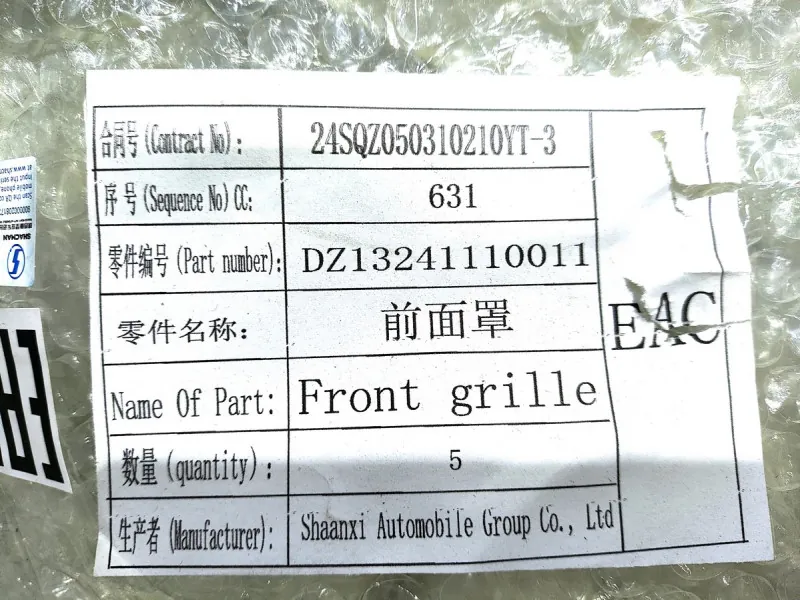 合同号(Contract No): 24SQZ050310210YT-3
序号(Sequence No)CC: 631
零件编号(Part number): DZ13241110011
零件名称: 前面罩
Name Of Part: Front grille
数量(quantity): 5
生产者(Manufacturer): Shaanxi Automobile Group Co., Ltd
EAC
SHACMAN